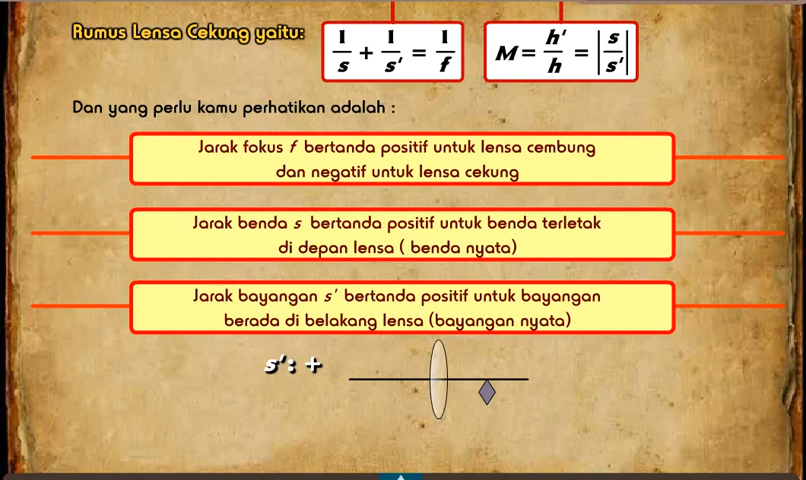 Rumus Lensa Cekung yaitu:
1/s + 1/s' = 1/f
M = h'/h = |s/s'|
Dan yang perlu kamu perhatikan adalah :
Jarak fokus f bertanda positif untuk lensa cembung
dan negatif untuk lensa cekung
Jarak benda s bertanda positif untuk benda terletak
di depan lensa ( benda nyata)
Jarak bayangan s' bertanda positif untuk bayangan
berada di belakang lensa (bayangan nyata)
s': +